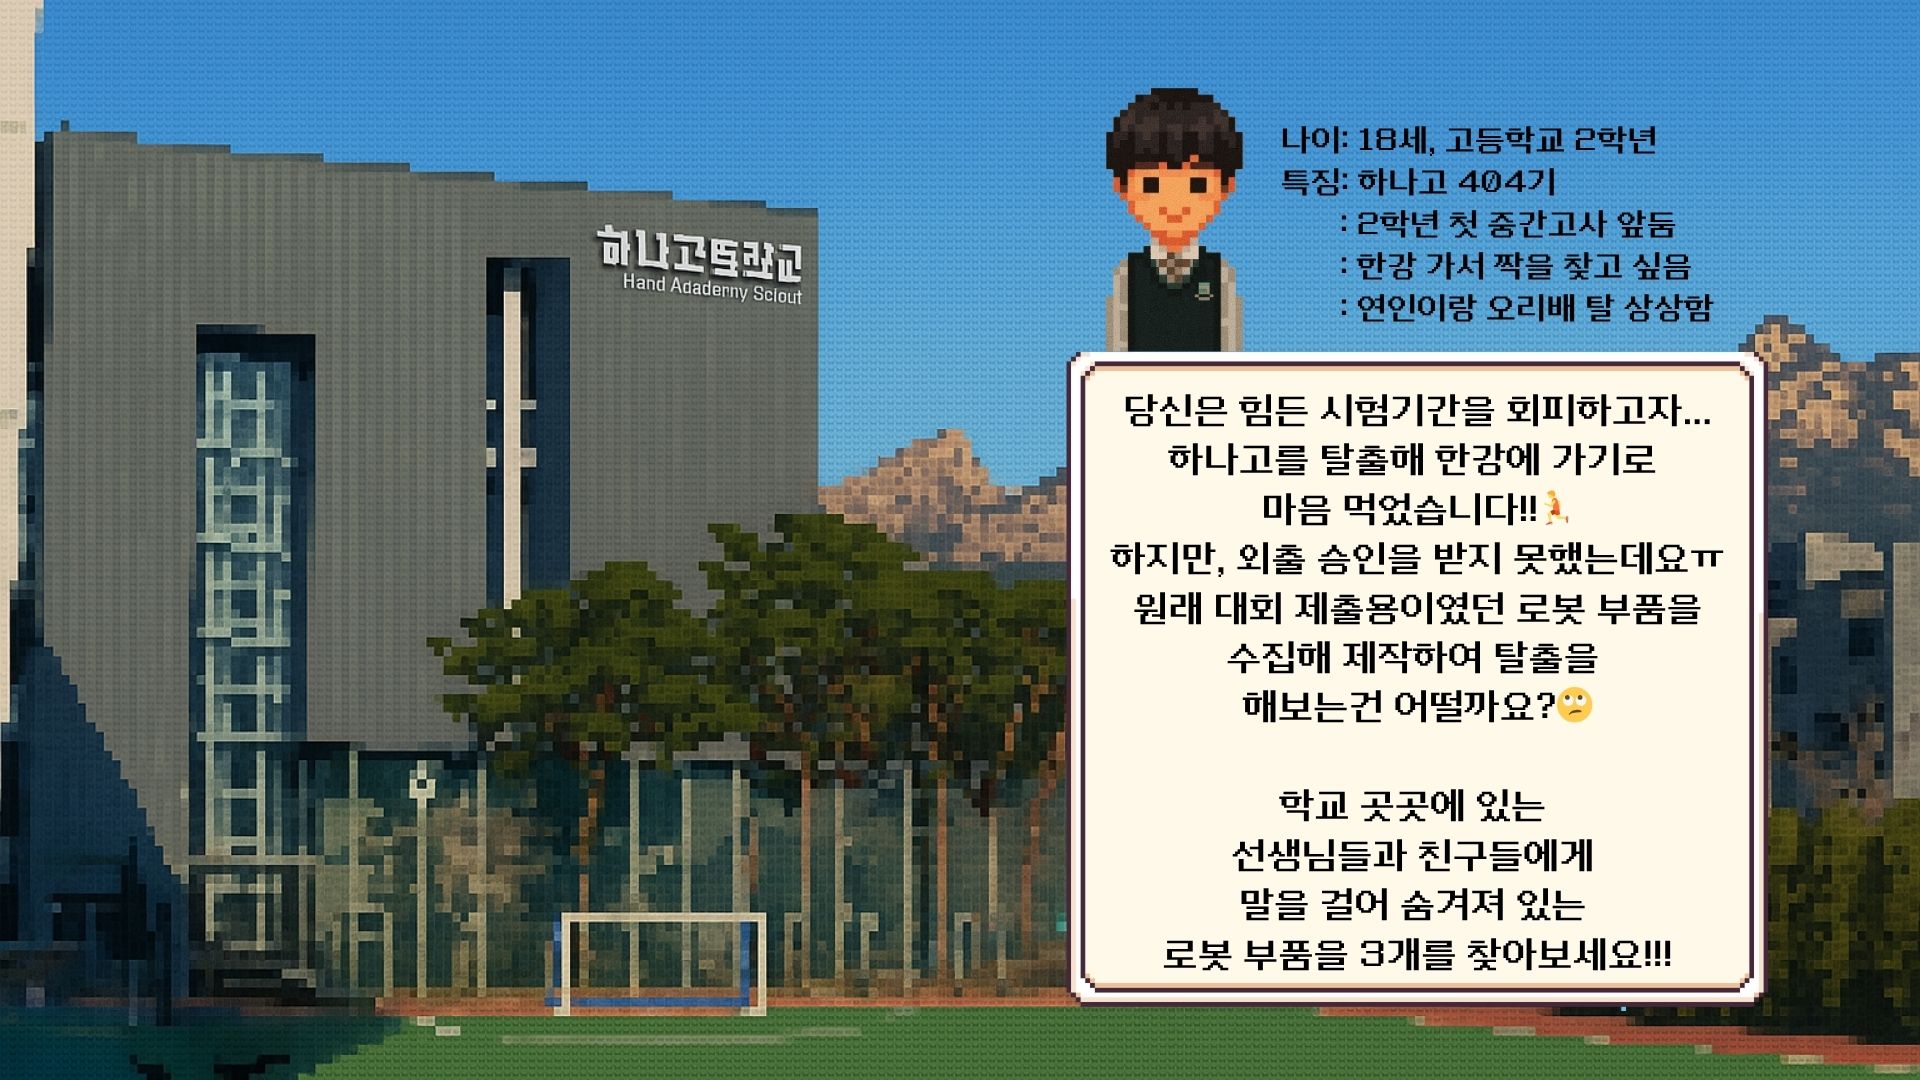 하나고등학교
Hand Adaderny Sclout
나이: 18세, 고등학교 2학년
특징: 하나고 404기
: 2학년 첫 중간고사 앞둠
: 한강 가서 짝을 찾고 싶음
: 연인이랑 오리배 탈 상상함
당신은 힘든 시험기간을 회피하고자...
하나고를 탈출해 한강에 가기로
마음 먹었습니다!!🏃
하지만, 외출 승인을 받지 못했는데요ㅠ
원래 대회 제출용이였던 로봇 부품을
수집해 제작하여 탈출을
해보는건 어떨까요?🙄
학교 곳곳에 있는
선생님들과 친구들에게
말을 걸어 숨겨져 있는
로봇 부품을 3개를 찾아보세요!!!